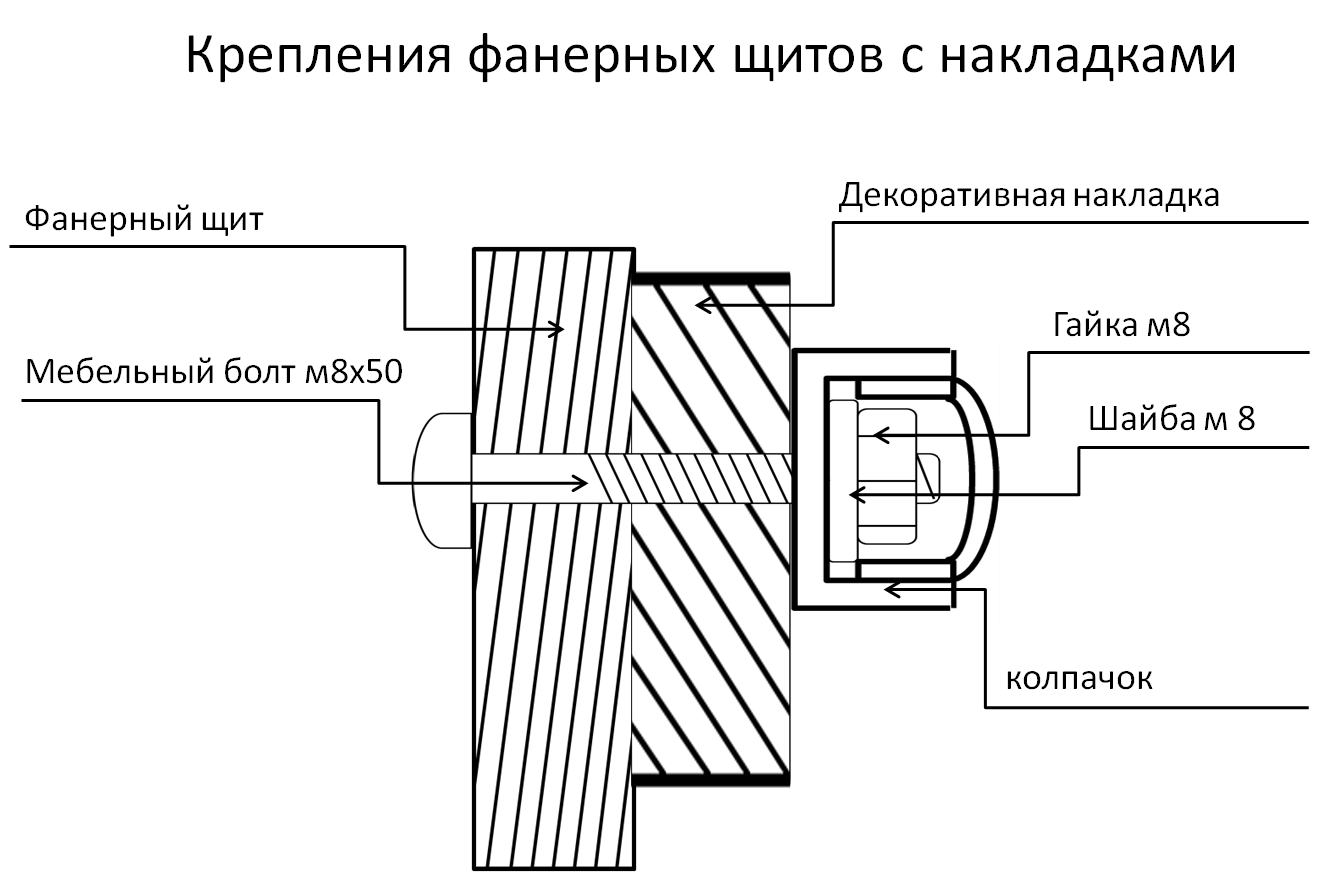 Крепления фанерных щитов с накладками
Декоративная накладка
Фанерный щит
Гайка м8
Мебельный болт м8х50
Шайба м 8
колпачок